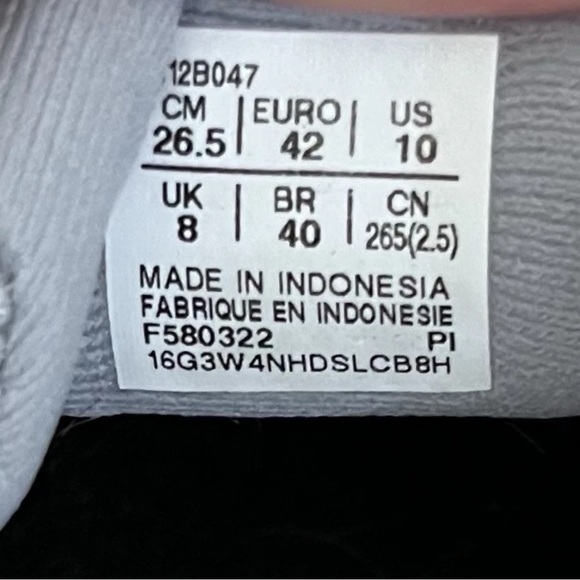 12B047
CM | EURO | US
26.5 | 42 | 10
UK | BR | CN
8 | 40 | 265(2.5)
MADE IN INDONESIA
FABRIQUE EN INDONESIE
F580322 PI
16G3W4NHDSLCB8H